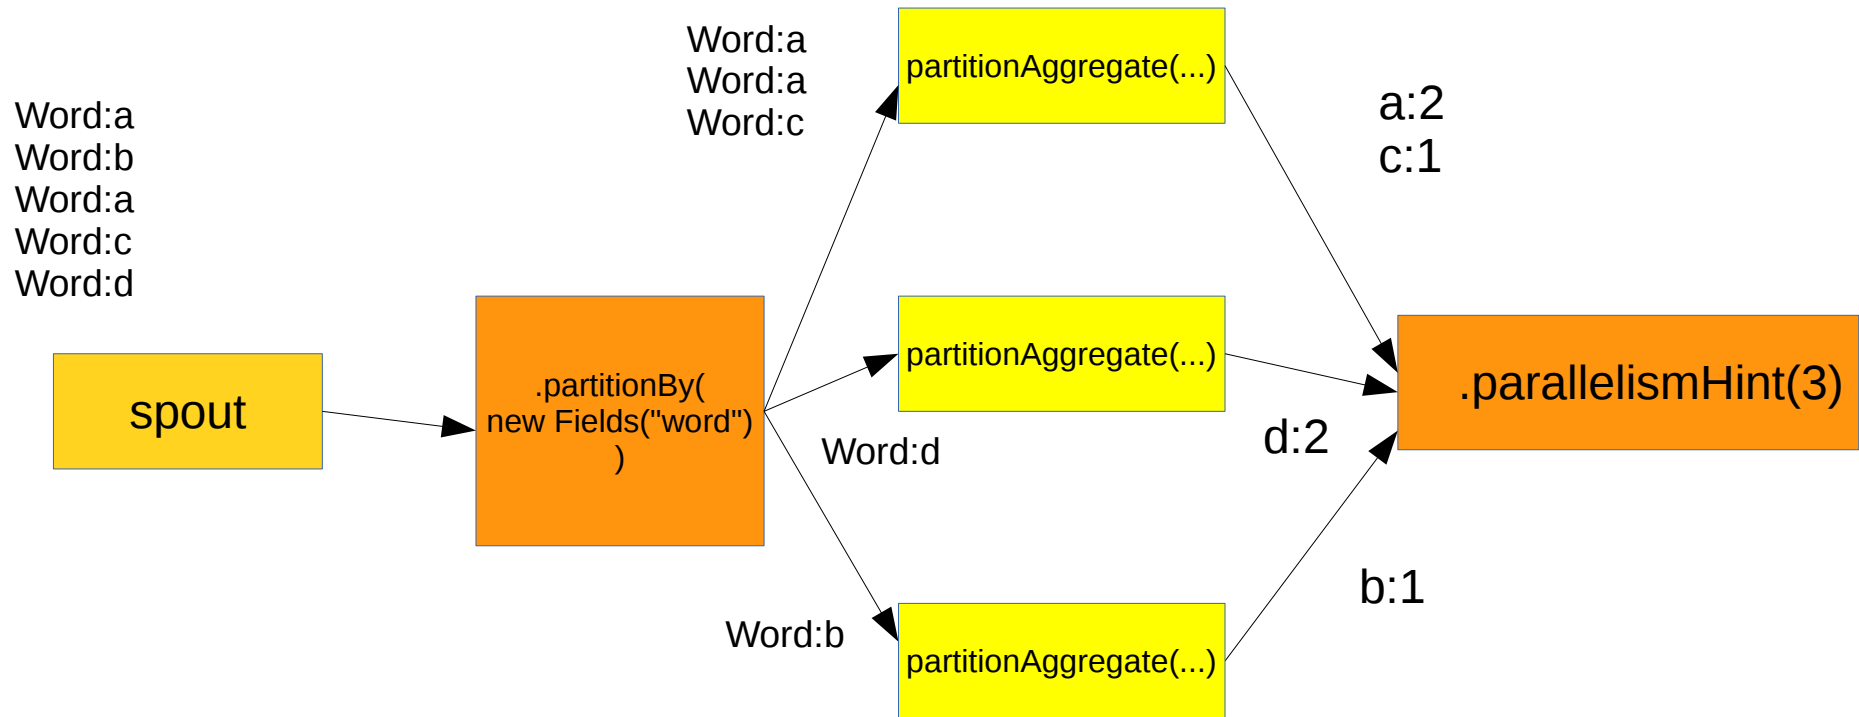 Word:a
Word:b
Word:a
Word:c
Word:d
spout
.partitionBy(
new Fields("word")
)
Word:a
Word:a
Word:c
partitionAggregate(...)
partitionAggregate(...)
Word:d
Word:b
partitionAggregate(...)
a:2
c:1
d:2
b:1
.parallelismHint(3)